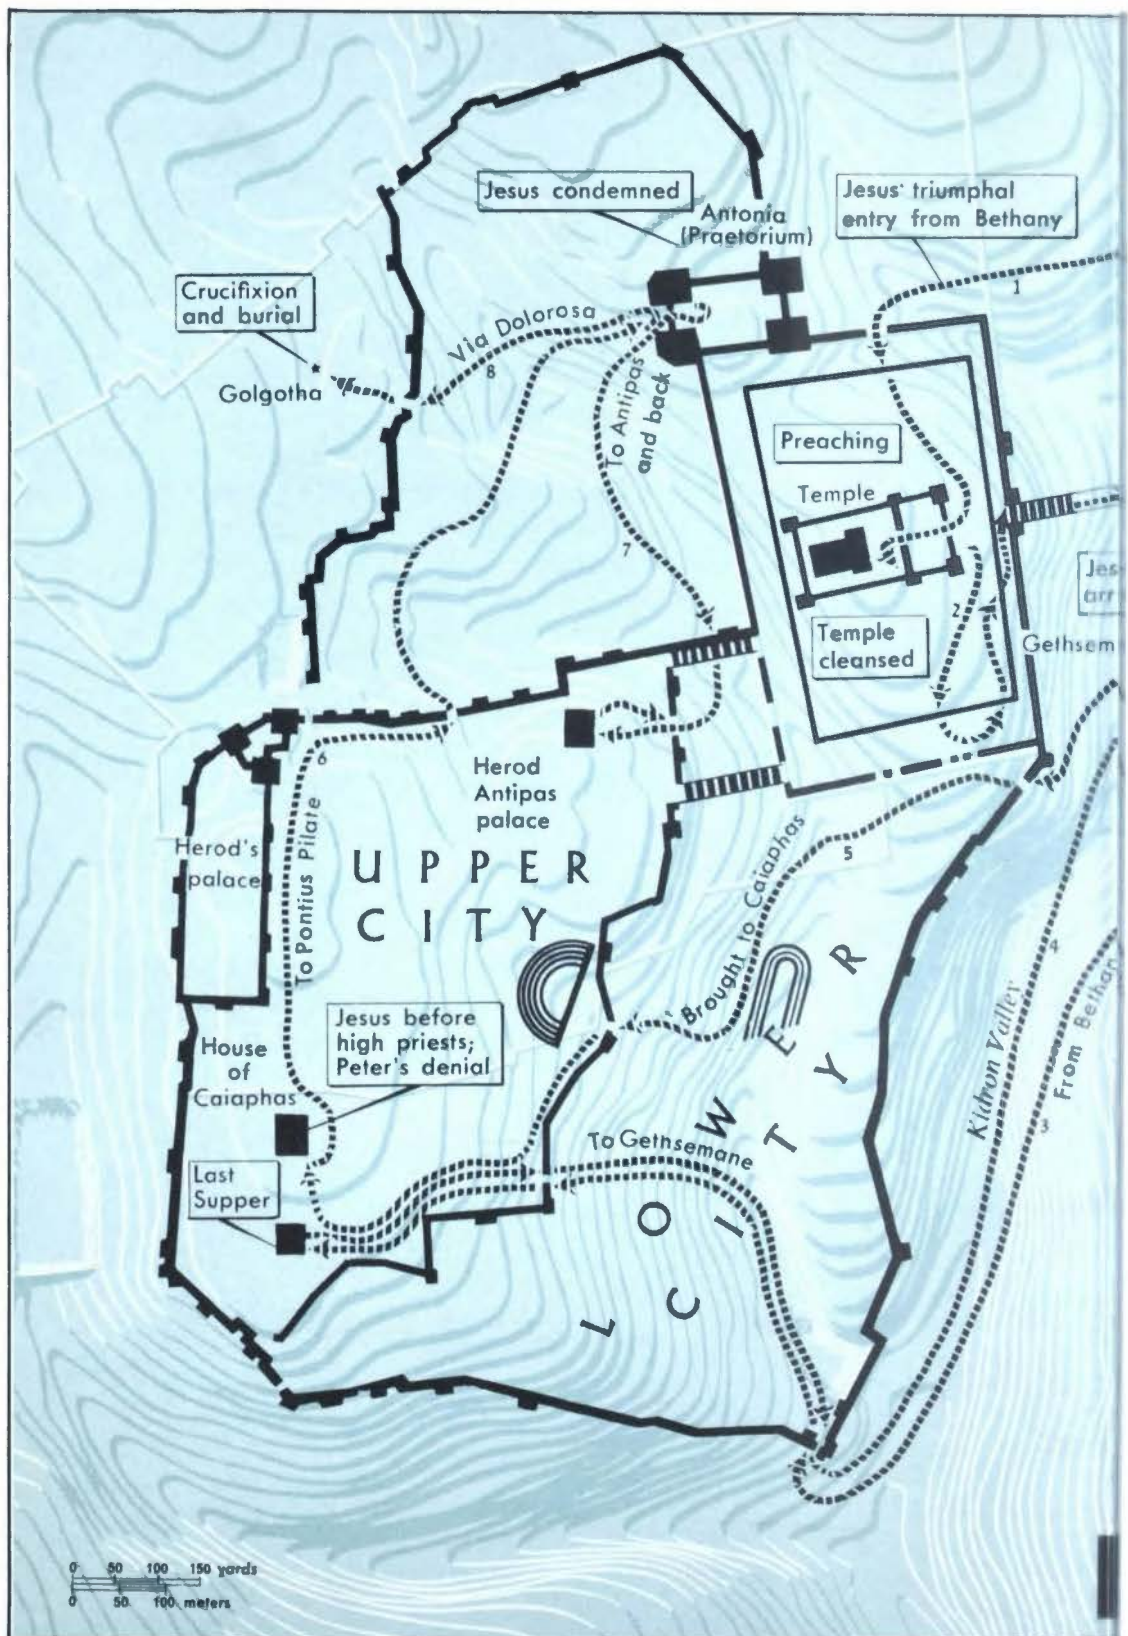 Jesus condemned
Antonia
(Praetorium)
Jesus' triumphal
entry from Bethany
1
Crucifixion
and burial
Golgotha
Via Dolorosa
8
To Antipas
and back
7
Preaching
Temple
2
Temple
cleansed
Jes
arr
Gethsem
6
Herod
Antipas
palace
Herod's
palace
To Pontius Pilate
UPPER
CITY
5
Brought to Caiaphas
LOWER
CITY
4
Kidron Valley
From Bethan
3
Jesus before
high priests;
Peter's denial
House
of
Caiaphas
To Gethsemane
Last
Supper
0 50 100 150 yards
0 50 100 meters